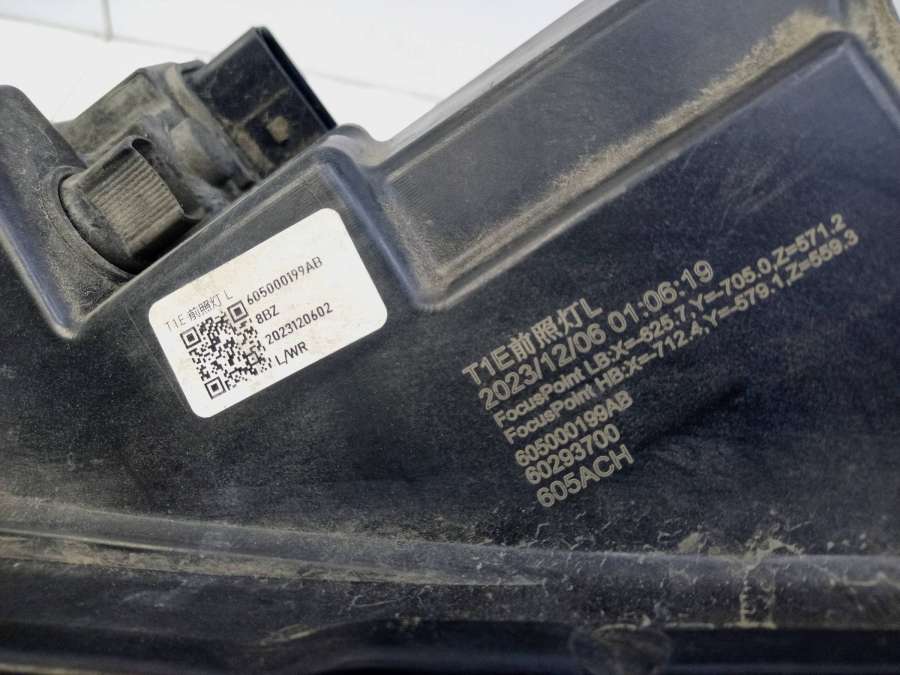 T1E 前照灯 L
605000199AB
8BZ
2023120602
L/WR
T1E前照灯L
2023/12/06 01:06:19
FocusPoint LB:X=-625.7,Y=-705.0,Z=571.2
FocusPoint HB:X=-712.4,Y=-579.1,Z=559.3
605000199AB
60293700
605ACH